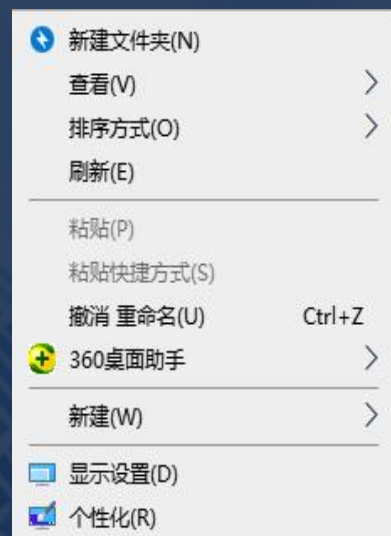 新建文件夹(N)
查看(V)
排序方式(O)
刷新(E)
粘贴(P)
粘贴快捷方式(S)
撤消 重命名(U) Ctrl+Z
360桌面助手
新建(W)
显示设置(D)
个性化(R)